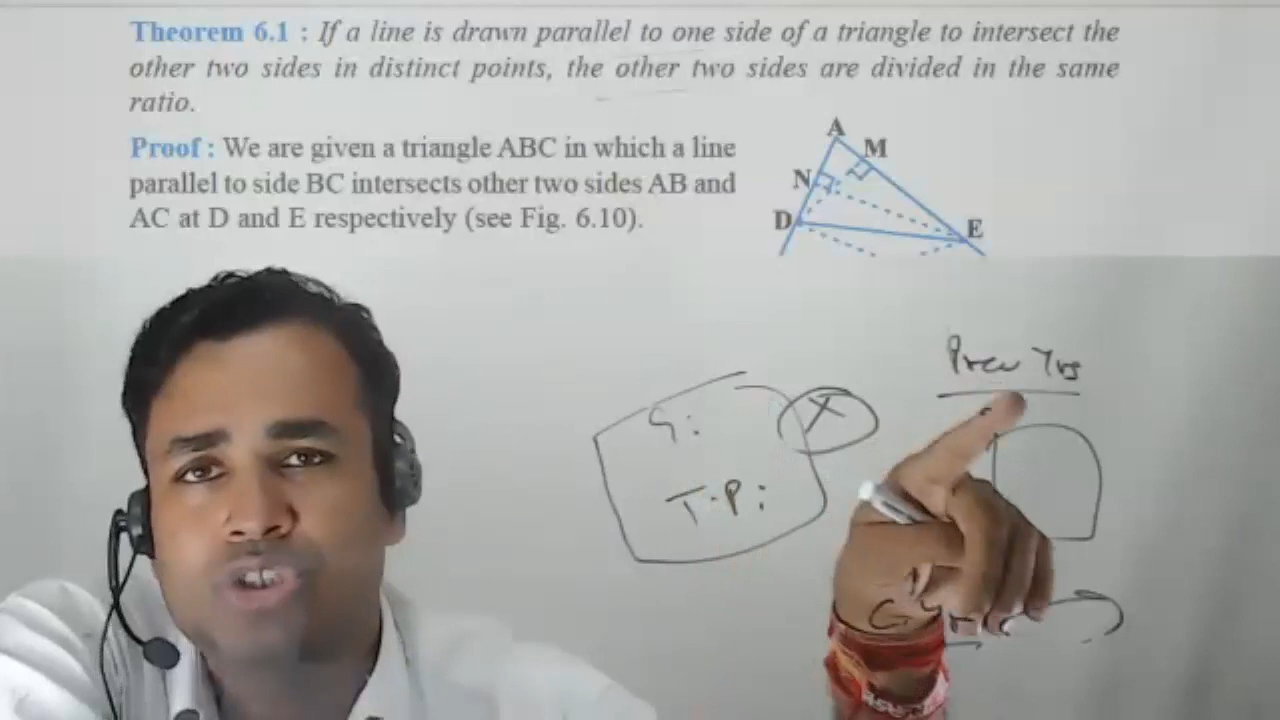 Theorem 6.1 : If a line is drawn parallel to one side of a triangle to intersect the
other two sides in distinct points, the other two sides are divided in the same
ratio.
Proof : We are given a triangle ABC in which a line
parallel to side BC intersects other two sides AB and
AC at D and E respectively (see Fig. 6.10).
A
M
N
D
E
Prev Yrs
G:
X
T.P: